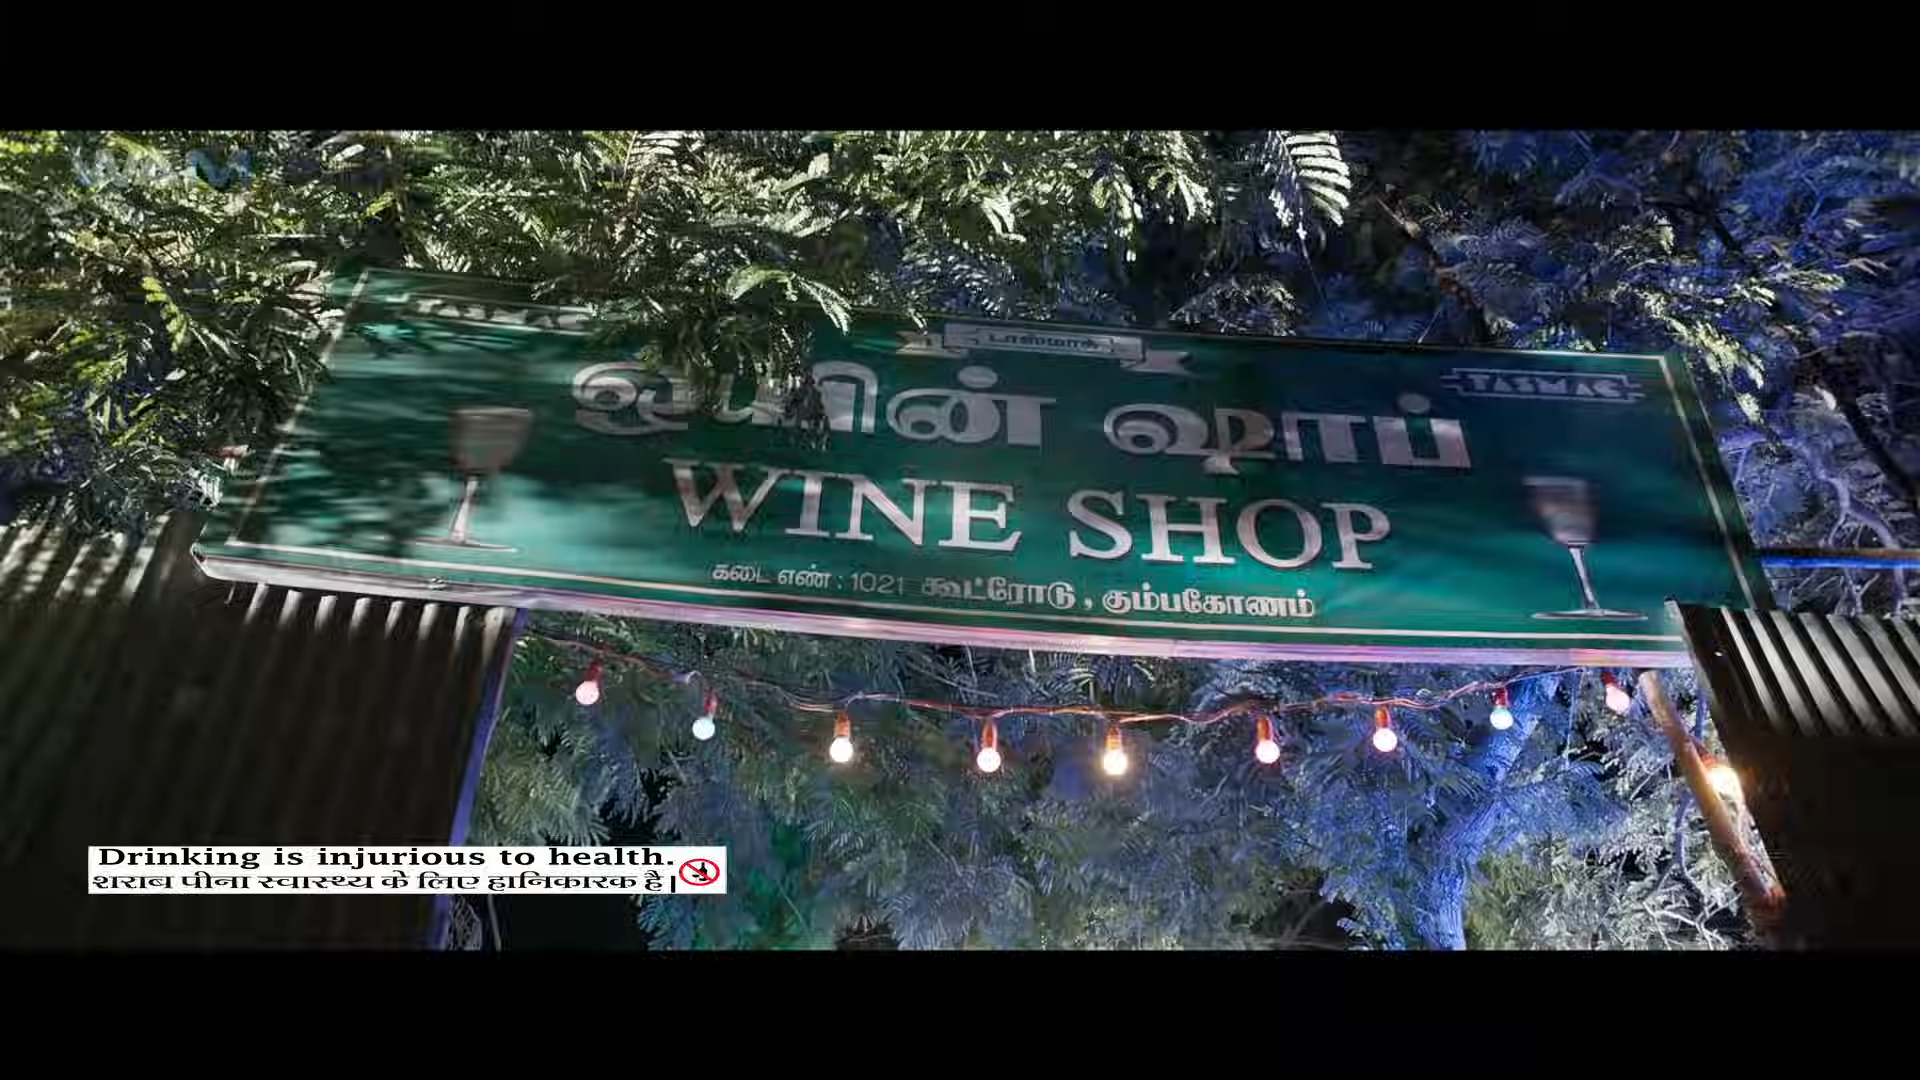 TASMAC
டாஸ்மாக்
TASMAC
ஒயின் ஷாப்
WINE SHOP
கடை எண் : 1021 கூட்ரோடு , கும்பகோணம்
Drinking is injurious to health.
शराब पीना स्वास्थ्य के लिए हानिकारक है |